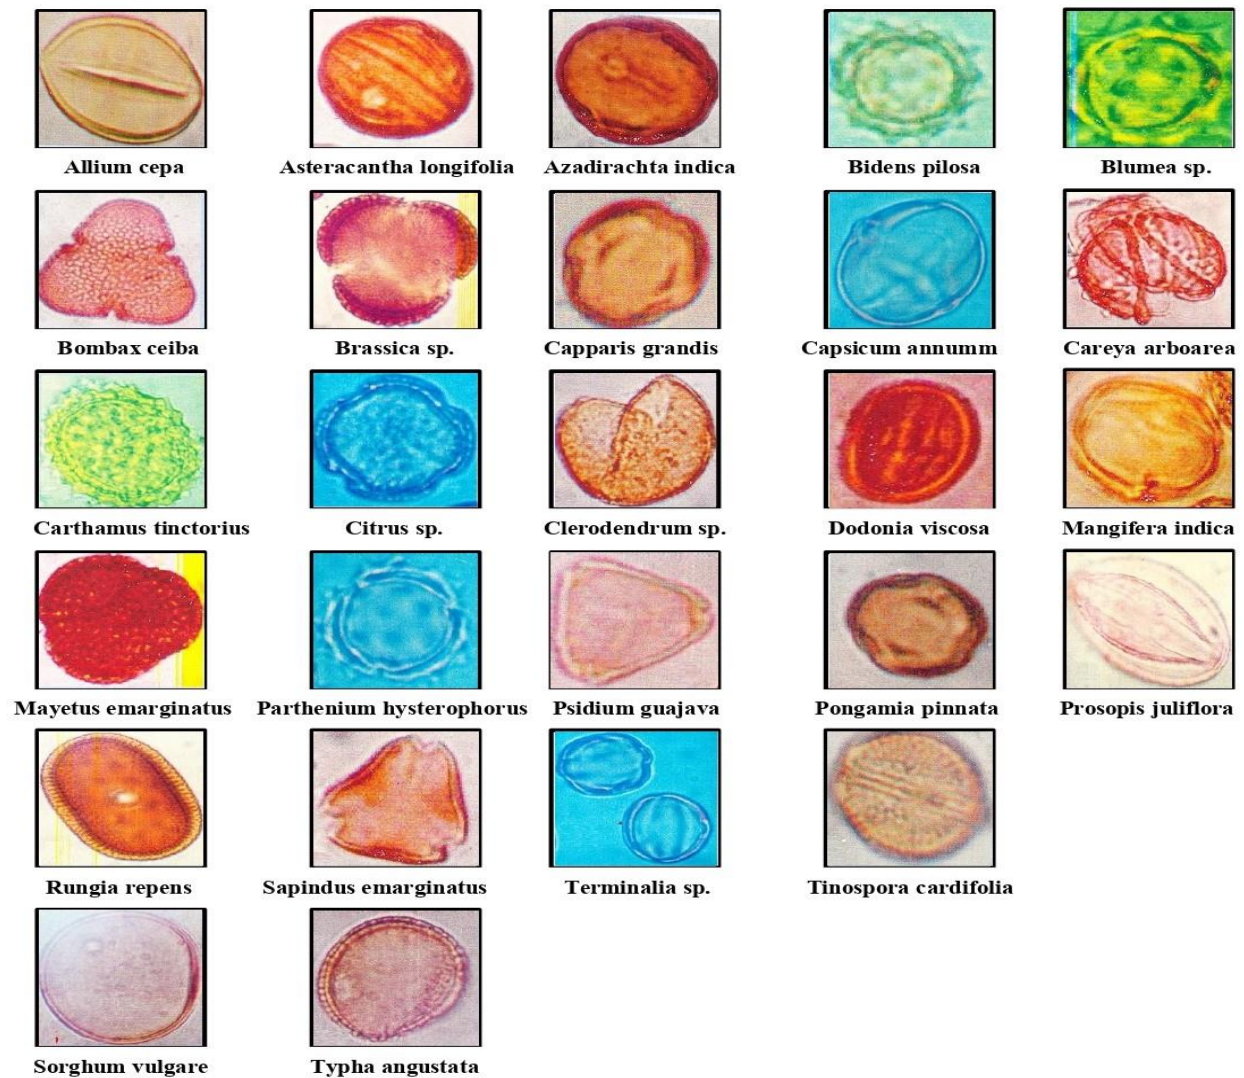 Allium cepa Asteracantha longifolia Azadirachta indica Bidens pilosa Blumea sp.
Bombax ceiba Brassica sp. Capparis grandis Capsicum annumm Careya arboarea
Carthamus tinctorius Citrus sp. Clerodendrum sp. Dodonia viscosa Mangifera indica
Mayetus emarginatus Parthenium hysterophorus Psidium guajava Pongamia pinnata Prosopis juliflora
Rungia repens Sapindus emarginatus Terminalia sp. Tinospora cardifolia
Sorghum vulgare Typha angustata